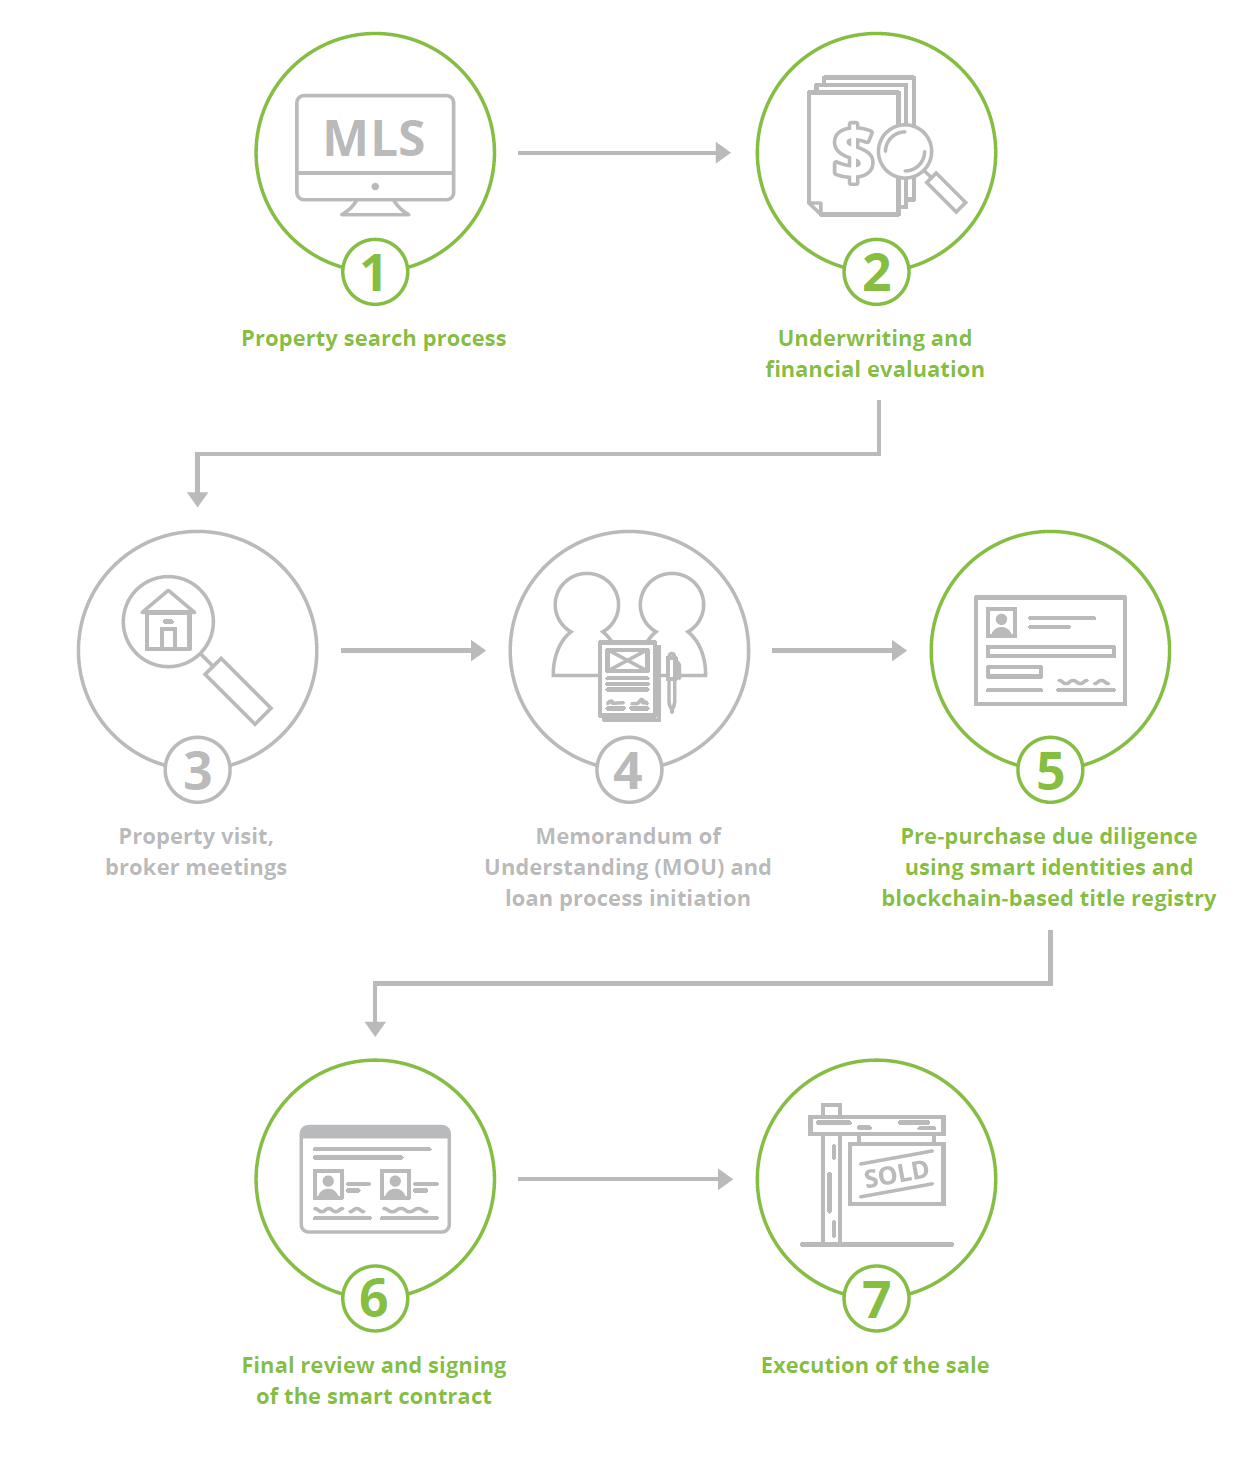 MLS
1
Property search process
$
2
Underwriting and
financial evaluation
3
Property visit,
broker meetings
4
Memorandum of
Understanding (MOU) and
loan process initiation
5
Pre-purchase due diligence
using smart identities and
blockchain-based title registry
6
Final review and signing
of the smart contract
SOLD
7
Execution of the sale